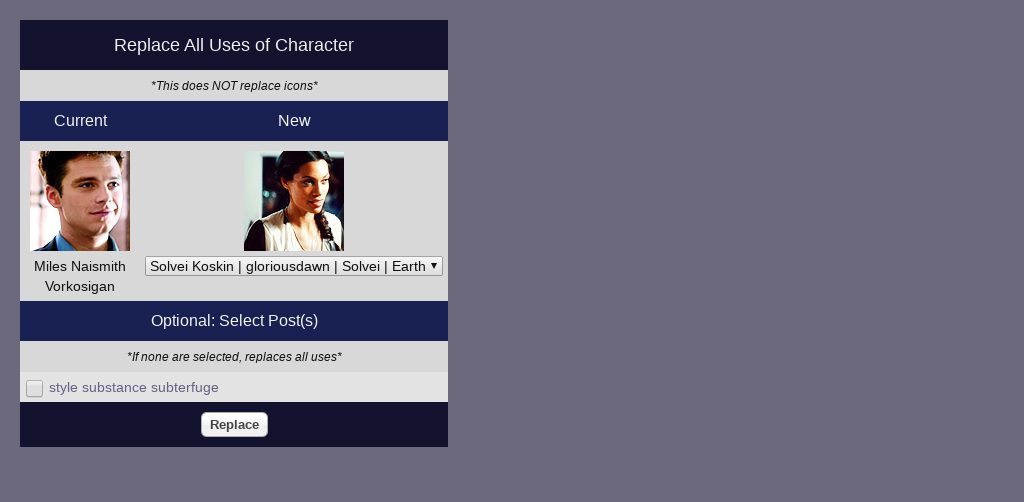 Replace All Uses of Character
*This does NOT replace icons*
Current New
Miles Naismith
Vorkosigan
Solvei Koskin | gloriousdawn | Solvei | Earth
Optional: Select Post(s)
*If none are selected, replaces all uses*
style substance subterfuge
Replace